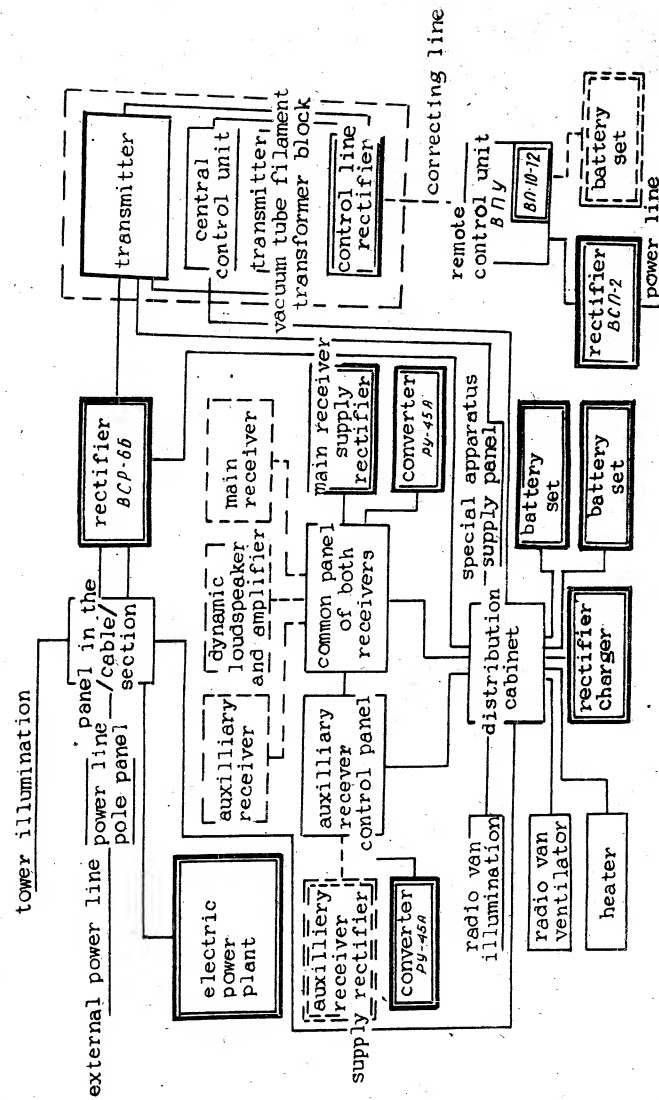 tower illumination
external power line
power line
pole panel
panel in the
/cable/
section
rectifier
ВСР-6Б
transmitter
central
control unit
transmitter
vacuum tube filament
transformer block
control line
rectifier
correcting line
electric
power
plant
auxilliary
receiver
dynamic
loudspeaker
and amplifier
main
receiver
main receiver
supply
rectifier
converter
РУ-45А
common panel
of both
receivers
auxilliary
recever
control panel
auxilliery
receiver
supply rectifier
converter
РУ-45А
remote
control unit
ВПУ
ВП-10-12
battery
set
rectifier
ВСП-2
power line
special apparatus
supply panel
distribution
cabinet
radio van
illumination
radio van
ventilator
heater
rectifier
charger
battery
set
battery
set